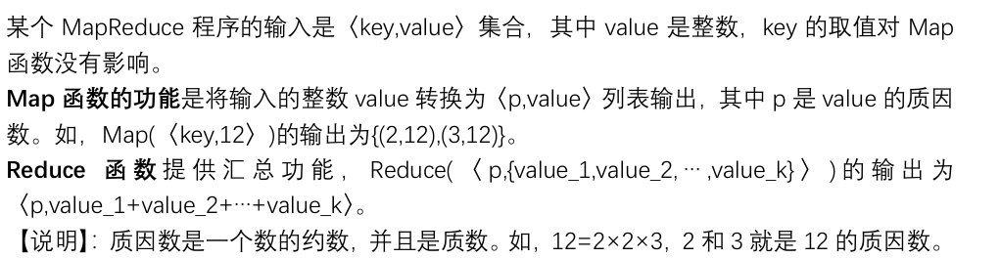 某个 MapReduce 程序的输入是〈key,value〉集合，其中 value 是整数，key 的取值对 Map
函数没有影响。
Map 函数的功能是将输入的整数 value 转换为〈p,value〉列表输出，其中 p 是 value 的质因
数。如，Map(〈key,12〉)的输出为{(2,12),(3,12)}。
Reduce 函数提供汇总功能，Reduce(〈p,{value_1,value_2,…,value_k}〉)的输出为
〈p,value_1+value_2+…+value_k〉。
【说明】：质因数是一个数的约数，并且是质数。如，12=2×2×3，2 和 3 就是 12 的质因数。